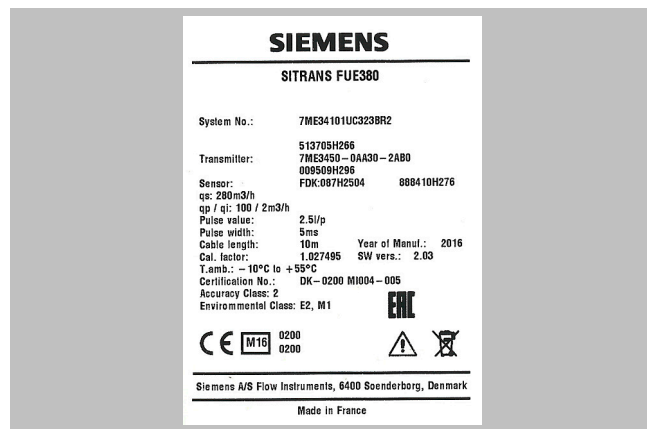 SIEMENS
SITRANS FUE380
System No.: 7ME34101UC323BR2
513705H266
Transmitter: 7ME3450-0AA30-2AB0
009509H296
Sensor: FDK:087H2504 888410H276
qs: 280m3/h
qp / qi: 100 / 2m3/h
Pulse value: 2.5l/p
Pulse width: 5ms
Cable length: 10m Year of Manuf.: 2016
Cal. factor: 1.027495 SW vers.: 2.03
T.amb.: -10°C to +55°C
Certification No.: DK-0200 MI004-005
Accuracy Class: 2
Environmental Class: E2, M1
EAC
CE M16 0200
0200
Siemens A/S Flow Instruments, 6400 Soenderborg, Denmark
Made in France